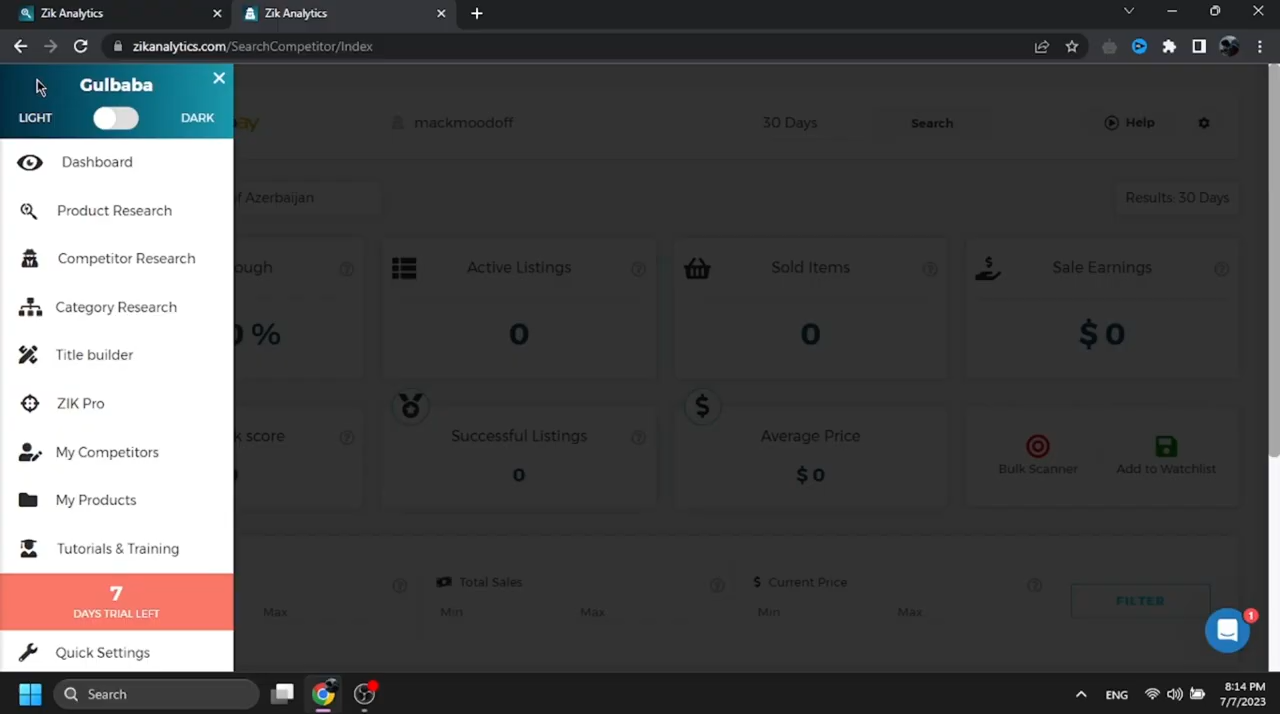 Zik Analytics
Zik Analytics
zikanalytics.com/SearchCompetitor/Index
Gulbaba
LIGHT DARK
mackmoodoff 30 Days Search Help
of Azerbaijan Results: 30 Days
Dashboard
Product Research
Competitor Research
Category Research
Title builder
ZIK Pro
My Competitors
My Products
Tutorials & Training
7
DAYS TRIAL LEFT
Quick Settings
ough
Active Listings
0
Sold Items
0
Sale Earnings
$ 0
0 %
k score
Successful Listings
0
Average Price
$ 0
Bulk Scanner
Add to Watchlist
Max
Total Sales
Min Max
Current Price
Min Max
FILTER
1
Search
ENG
8:14 PM
7/7/2023